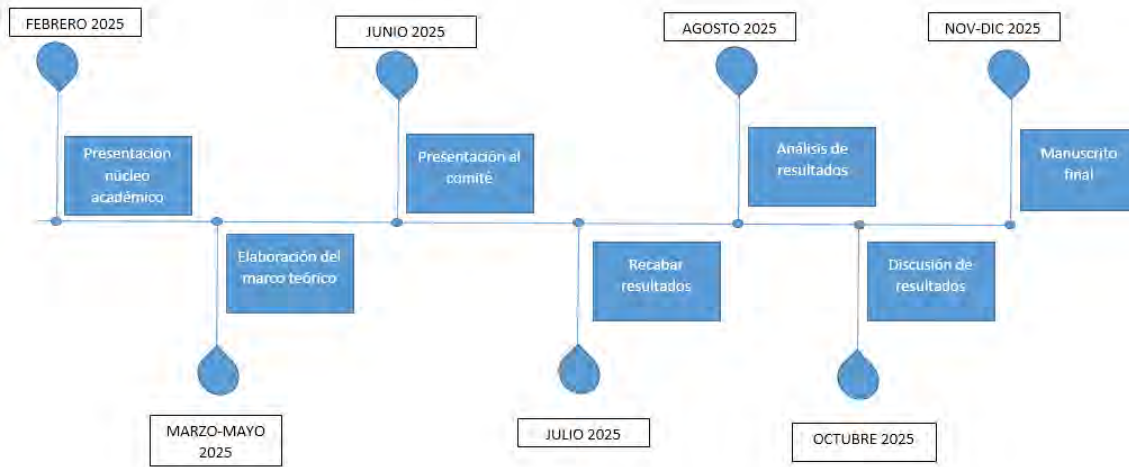 FEBRERO 2025
JUNIO 2025
AGOSTO 2025
NOV-DIC 2025
Presentación
núcleo
académico
Presentación al
comité
Análisis de
resultados
Manuscrito
final
Elaboración del
marco teórico
Recabar
resultados
Discusión de
resultados
MARZO-MAYO
2025
JULIO 2025
OCTUBRE 2025